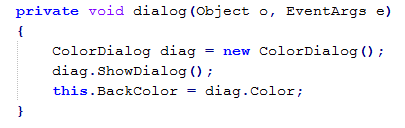 private void dialog(Object o, EventArgs e)
{
ColorDialog diag = new ColorDialog();
diag.ShowDialog();
this.BackColor = diag.Color;
}